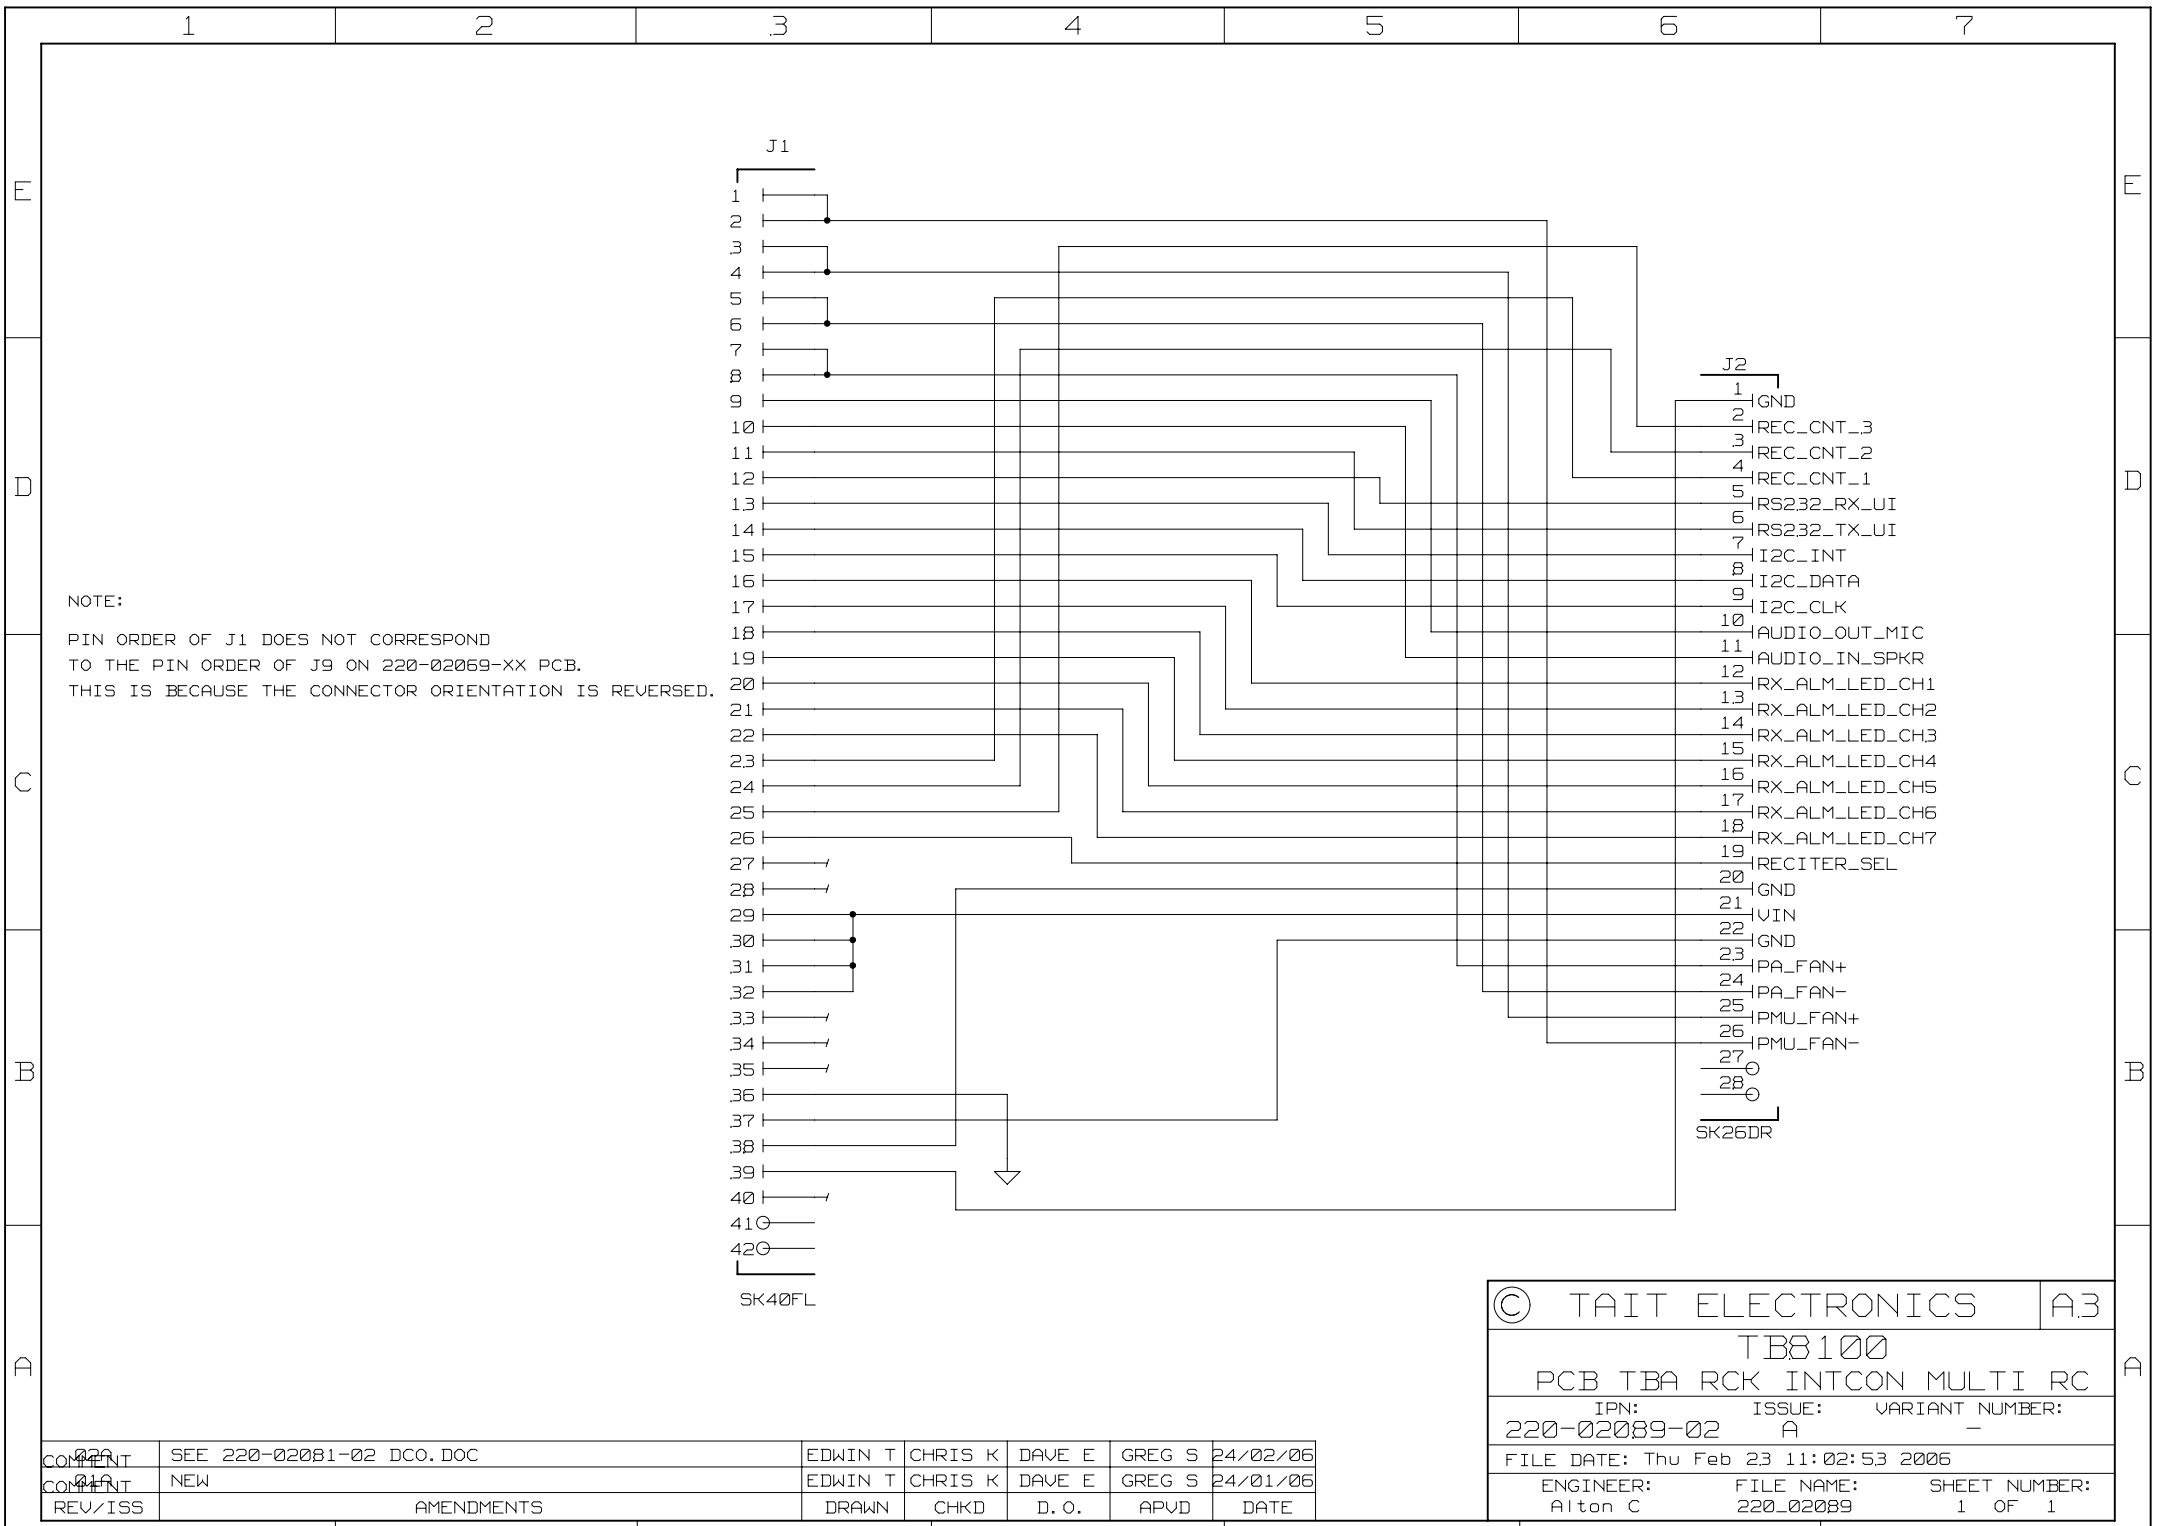 1 2 3 4 5 6 7
E E
D D
C C
B B
A A
J1
1
2
3
4
5
6
7
8
9
10
11
12
13
14
15
16
17
18
19
20
21
22
23
24
25
26
27
28
29
30
31
32
33
34
35
36
37
38
39
40
41
42
SK40FL
NOTE:
PIN ORDER OF J1 DOES NOT CORRESPOND
TO THE PIN ORDER OF J9 ON 220-02069-XX PCB.
THIS IS BECAUSE THE CONNECTOR ORIENTATION IS REVERSED.
J2
1 GND
2 REC_CNT_3
3 REC_CNT_2
4 REC_CNT_1
5 RS232_RX_UI
6 RS232_TX_UI
7 I2C_INT
8 I2C_DATA
9 I2C_CLK
10 AUDIO_OUT_MIC
11 AUDIO_IN_SPKR
12 RX_ALM_LED_CH1
13 RX_ALM_LED_CH2
14 RX_ALM_LED_CH3
15 RX_ALM_LED_CH4
16 RX_ALM_LED_CH5
17 RX_ALM_LED_CH6
18 RX_ALM_LED_CH7
19 RECITER_SEL
20 GND
21 VIN
22 GND
23 PA_FAN+
24 PA_FAN-
25 PMU_FAN+
26 PMU_FAN-
27
28
SK26DR
© TAIT ELECTRONICS A3
TB8100
PCB TBA RCK INTCON MULTI RC
IPN: ISSUE: VARIANT NUMBER:
220-02089-02 A -
FILE DATE: Thu Feb 23 11:02:53 2006
ENGINEER: FILE NAME: SHEET NUMBER:
Alton C 220_02089 1 OF 1
02A COMMENT SEE 220-02081-02 DCO.DOC EDWIN T CHRIS K DAVE E GREG S 24/02/06
01A COMMENT NEW EDWIN T CHRIS K DAVE E GREG S 24/01/06
REV/ISS AMENDMENTS DRAWN CHKD D.O. APVD DATE